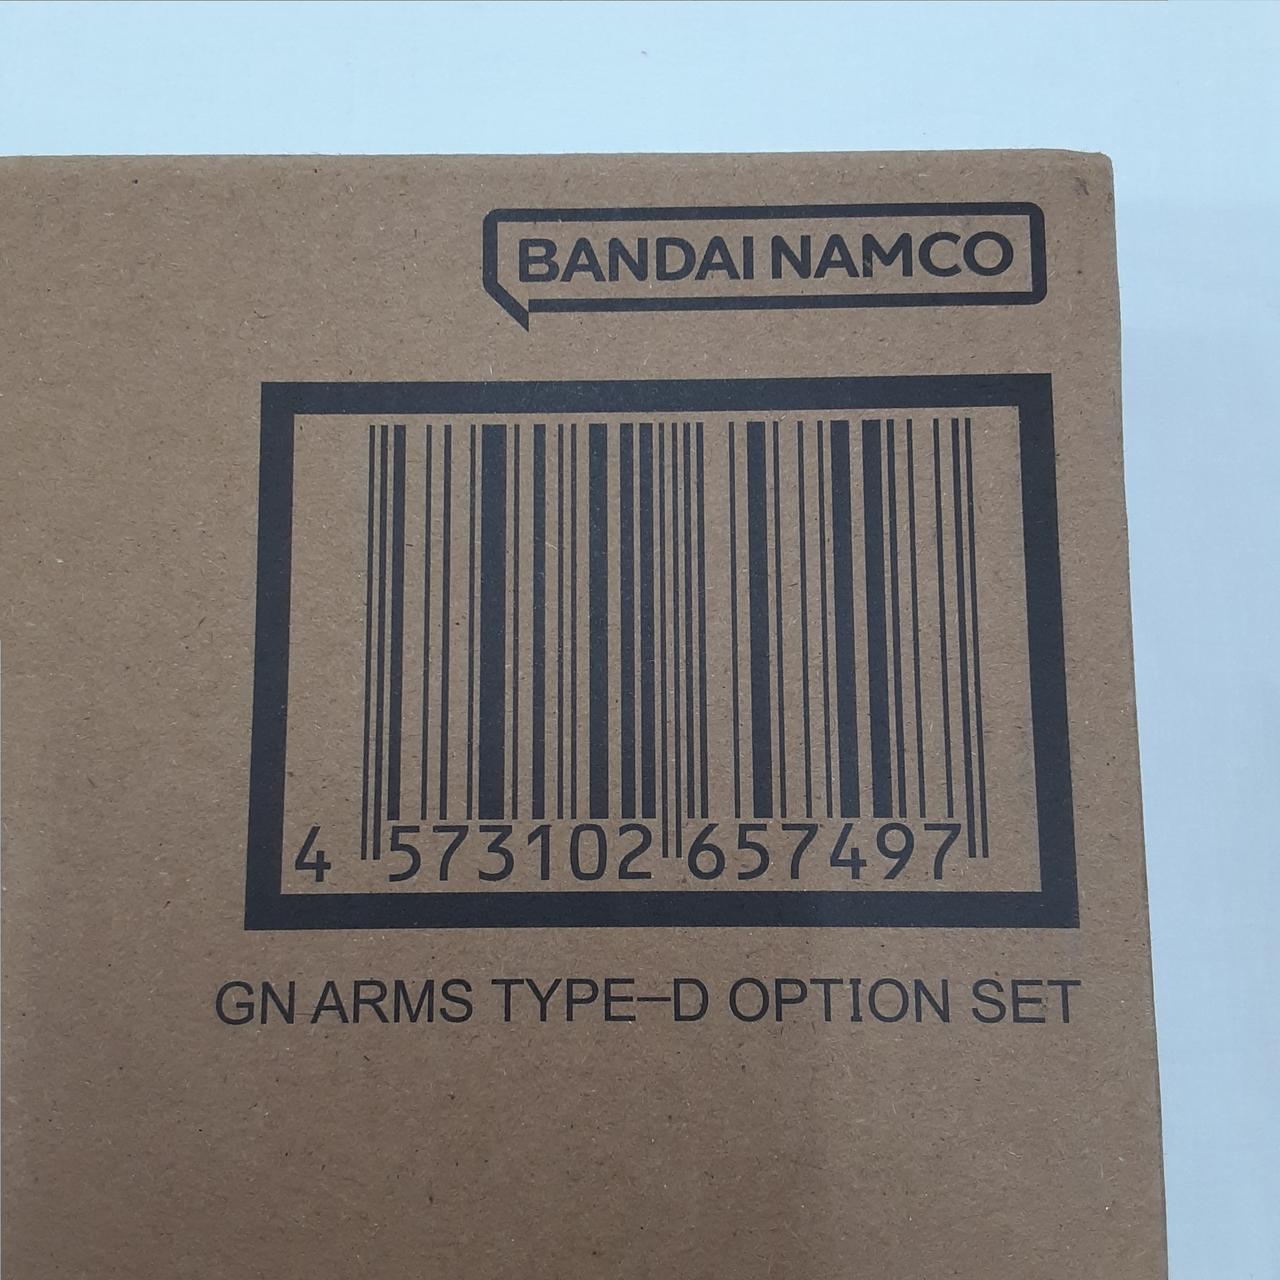 BANDAI NAMCO
4 573102 657497
GN ARMS TYPE-D OPTION SET